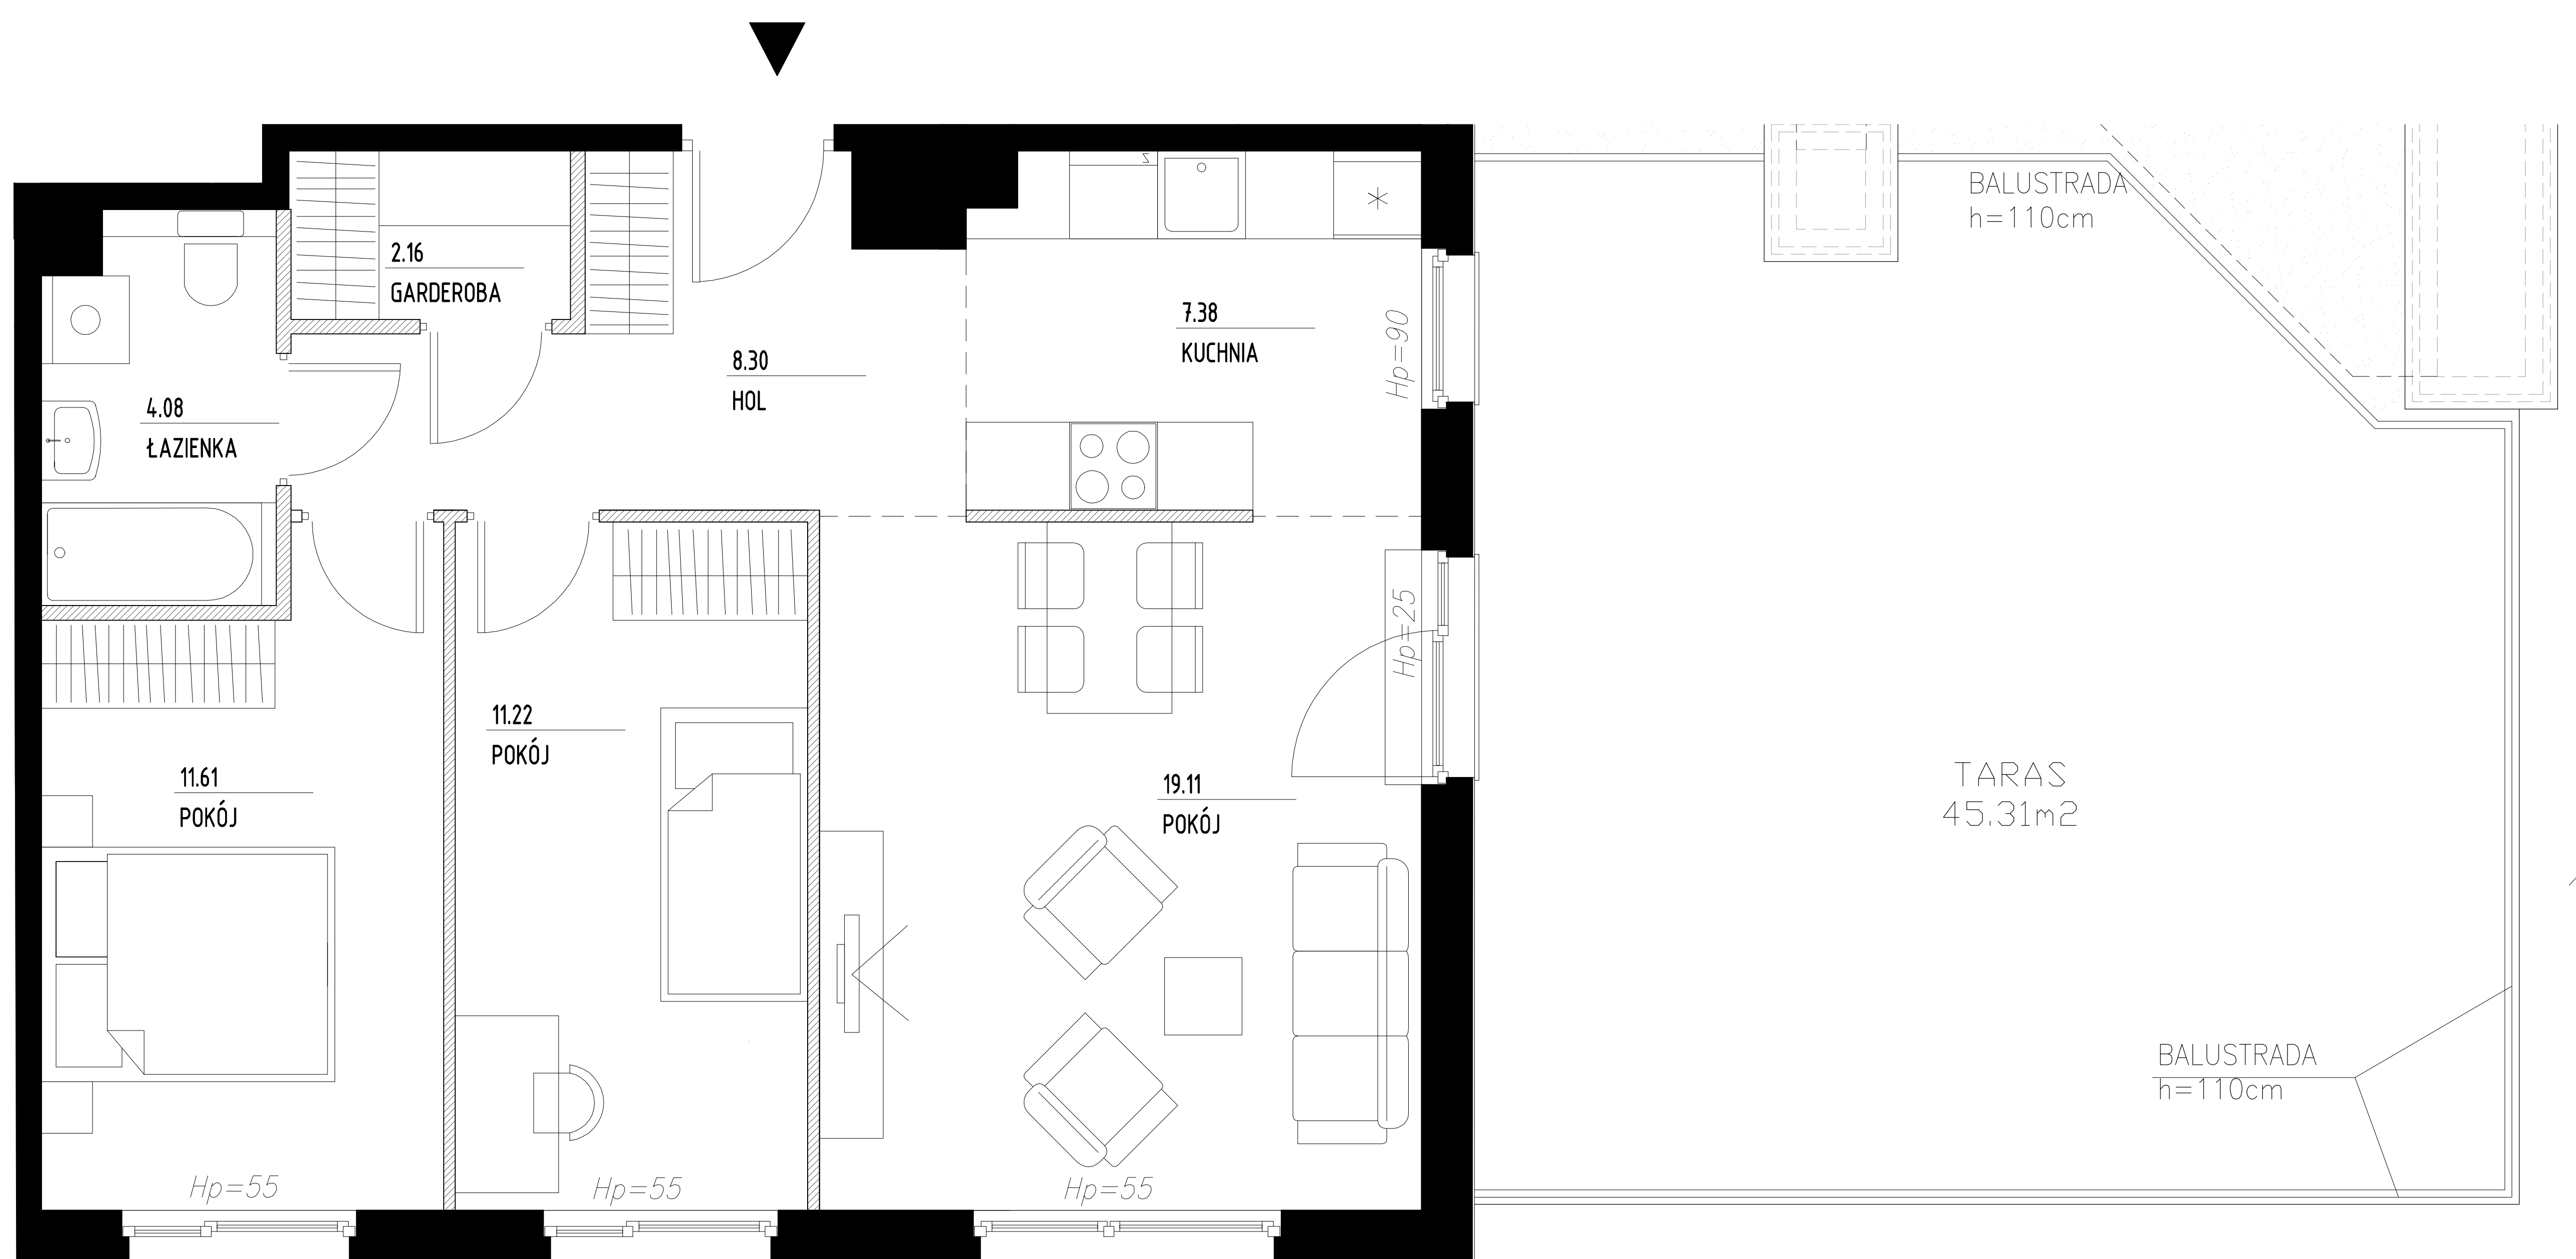 BALUSTRADA
h=110cm
2.16
GARDEROBA
7.38
KUCHNIA
Hp=90
8.30
HOL
4.08
ŁAZIENKA
Hp=25
11.22
POKÓJ
11.61
POKÓJ
19.11
POKÓJ
TARAS
45.31m2
BALUSTRADA
h=110cm
Hp=55
Hp=55
Hp=55